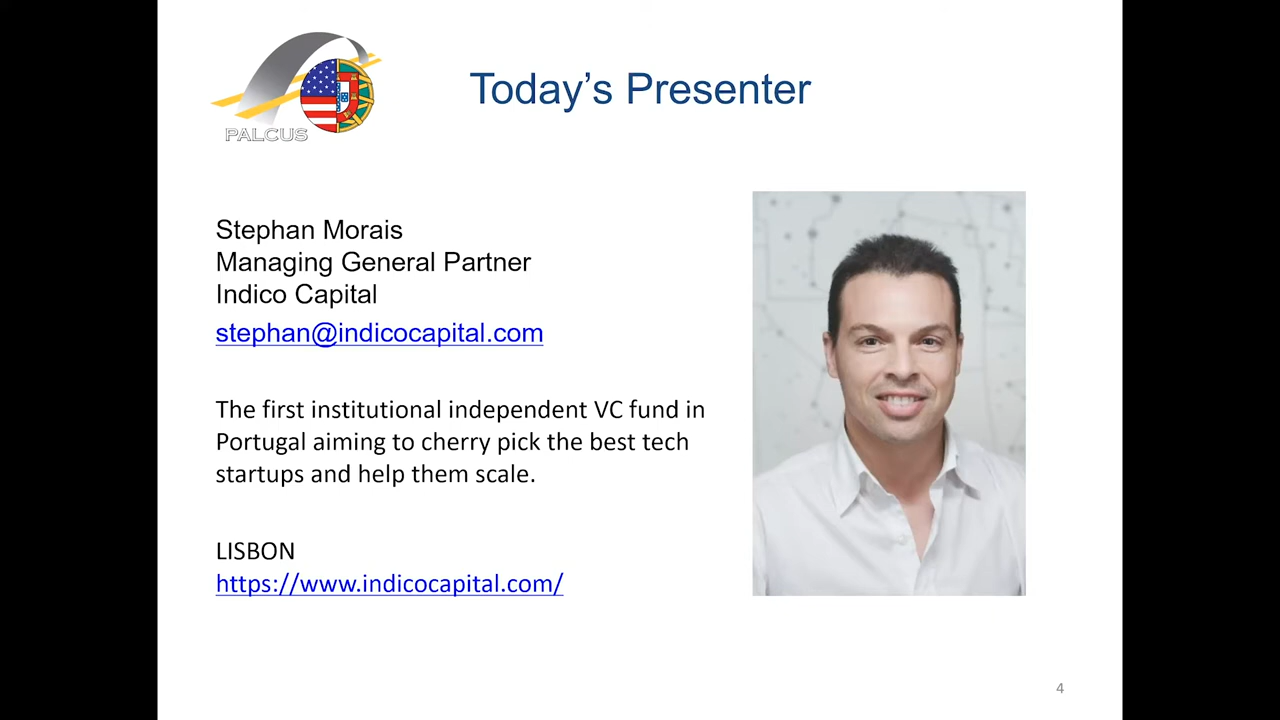 PALCUS
Today’s Presenter
Stephan Morais
Managing General Partner
Indico Capital
stephan@indicocapital.com
The first institutional independent VC fund in
Portugal aiming to cherry pick the best tech
startups and help them scale.
LISBON
https://www.indicocapital.com/
4